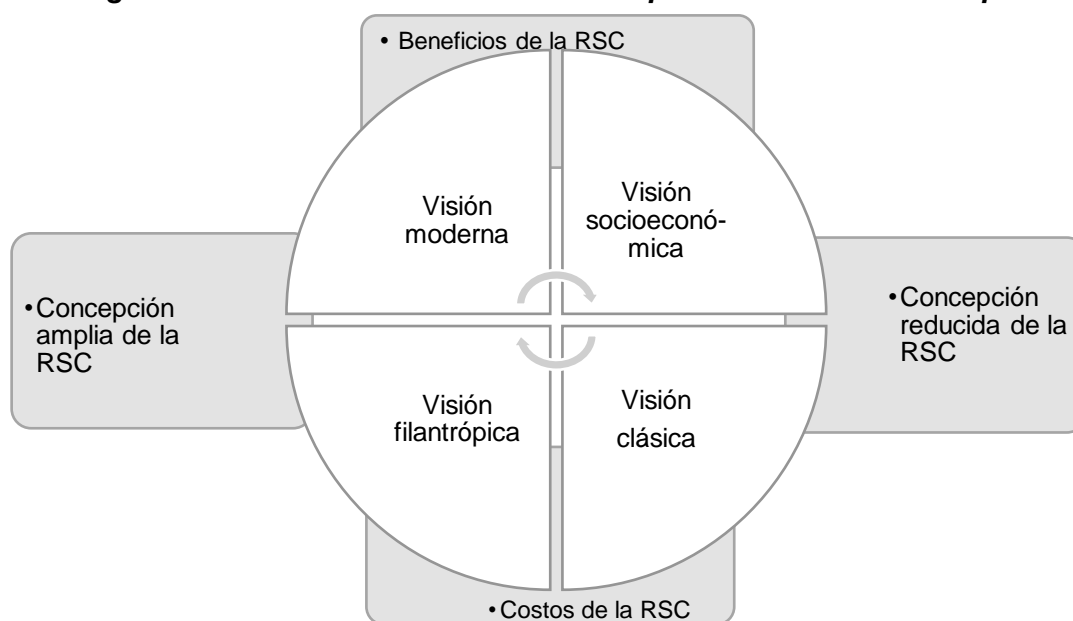 • Beneficios de la RSC
Visión
moderna
Visión
socioeconó-
mica
•Concepción
amplia de la
RSC
•Concepción
reducida de la
RSC
Visión
filantrópica
Visión
clásica
•Costos de la RSC